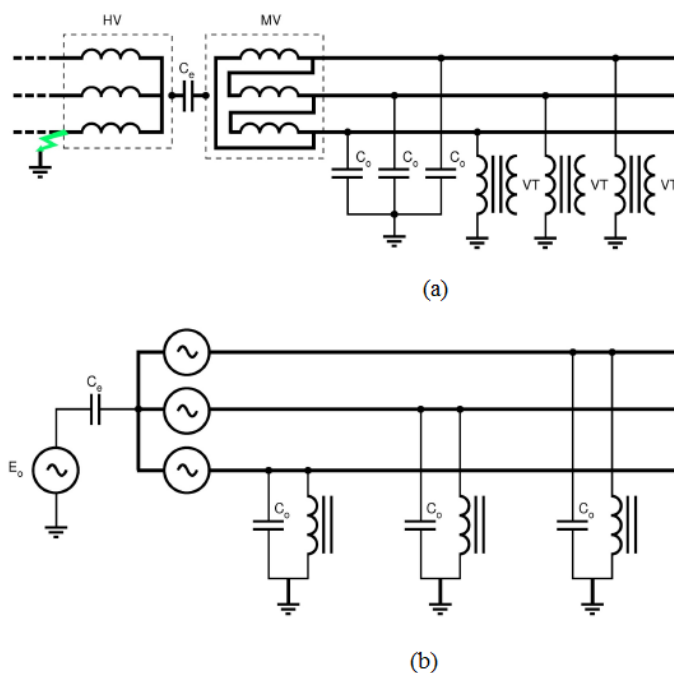 HV MV
Cₑ
Cₒ Cₒ Cₒ VT VT VT
(a)
Cₑ
Eₒ
Cₒ Cₒ Cₒ
(b)